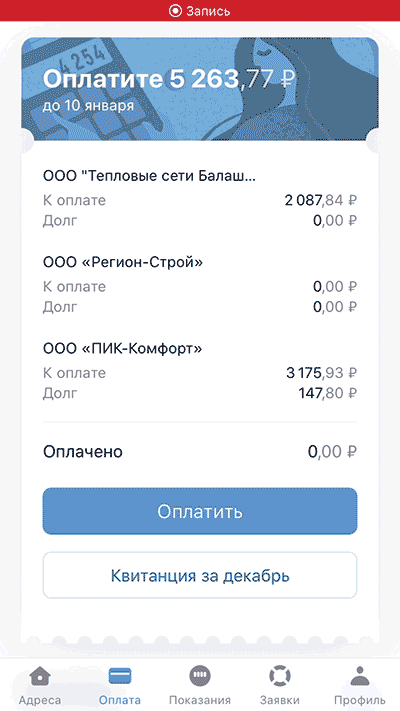 Запись
4254
Оплатите 5 263,77 ₽
до 10 января
ООО "Тепловые сети Балаш...
К оплате 2 087,84 ₽
Долг 0,00 ₽
ООО «Регион-Строй»
К оплате 0,00 ₽
Долг 0,00 ₽
ООО «ПИК-Комфорт»
К оплате 3 175,93 ₽
Долг 147,80 ₽
Оплачено 0,00 ₽
Оплатить
Квитанция за декабрь
Адреса Оплата Показания Заявки Профиль